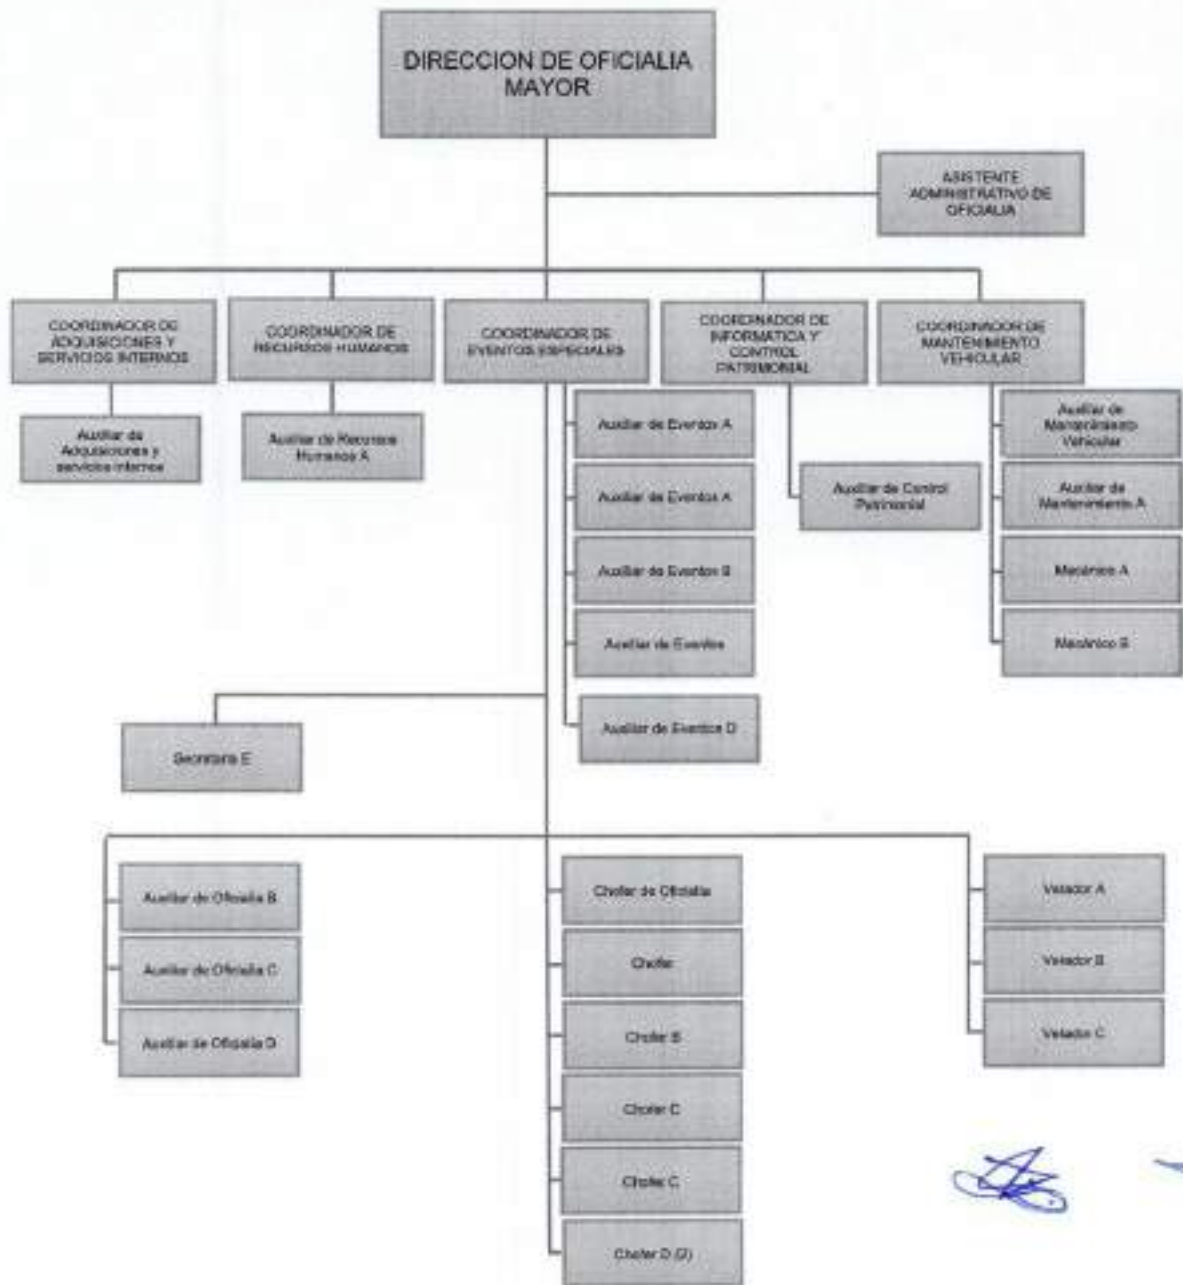 DIRECCION DE OFICIALIA
MAYOR
ASISTENTE
ADMINISTRATIVO DE
OFICIALIA
COORDINADOR DE
ADQUISICIONES Y
SERVICIOS INTERNOS
COORDINADOR DE
RECURSOS HUMANOS
COORDINADOR DE
EVENTOS ESPECIALES
COORDINADOR DE
INFORMATICA Y
CONTROL
PATRIMONIAL
COORDINADOR DE
MANTENIMIENTO
VEHICULAR
Auxiliar de
Adquisiciones y
servicios internos
Auxiliar de Recursos
Humanos A
Auxiliar de Eventos A
Auxiliar de Eventos A
Auxiliar de Eventos B
Auxiliar de Eventos
Auxiliar de Eventos D
Auxiliar de Control
Patrimonial
Auxiliar de
Mantenimiento
Vehicular
Auxiliar de
Mantenimiento A
Mecánico A
Mecánico B
Secretaria E
Auxiliar de Oficialia B
Auxiliar de Oficialia C
Auxiliar de Oficialia D
Chofer de Oficialia
Chofer
Chofer B
Chofer C
Chofer C
Chofer D (2)
Velador A
Velador B
Velador C